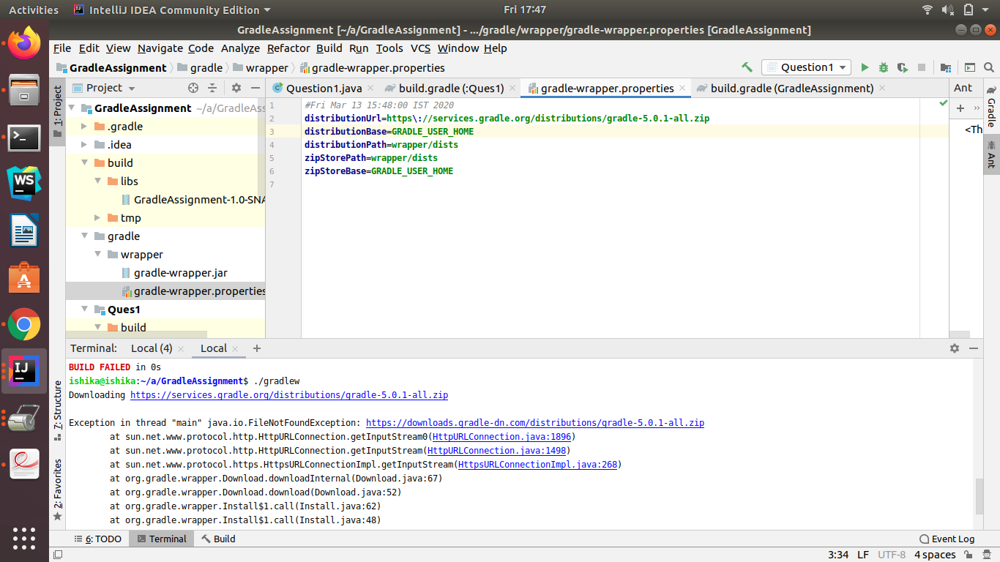 Activities IntelliJ IDEA Community Edition Fri 17:47
GradleAssignment [~/a/GradleAssignment] - .../gradle/wrapper/gradle-wrapper.properties [GradleAssignment]
File Edit View Navigate Code Analyze Refactor Build Run Tools VCS Window Help
GradleAssignment gradle wrapper gradle-wrapper.properties Question1
1: Project
Project
Question1.java build.gradle (:Ques1) gradle-wrapper.properties build.gradle (GradleAssignment)
Ant
GradleAssignment ~/a/GradleAss
.gradle
.idea
build
libs
GradleAssignment-1.0-SNA
tmp
gradle
wrapper
gradle-wrapper.jar
gradle-wrapper.properties
Ques1
build
1 #Fri Mar 13 15:48:00 IST 2020
2 distributionUrl=https\://services.gradle.org/distributions/gradle-5.0.1-all.zip
3 distributionBase=GRADLE_USER_HOME
4 distributionPath=wrapper/dists
5 zipStorePath=wrapper/dists
6 zipStoreBase=GRADLE_USER_HOME
7
<Th
Gradle
Ant
Terminal: Local (4) Local
BUILD FAILED in 0s
ishika@ishika:~/a/GradleAssignment$ ./gradlew
Downloading https://services.gradle.org/distributions/gradle-5.0.1-all.zip
Exception in thread "main" java.io.FileNotFoundException: https://downloads.gradle-dn.com/distributions/gradle-5.0.1-all.zip
at sun.net.www.protocol.http.HttpURLConnection.getInputStream0(HttpURLConnection.java:1896)
at sun.net.www.protocol.http.HttpURLConnection.getInputStream(HttpURLConnection.java:1498)
at sun.net.www.protocol.https.HttpsURLConnectionImpl.getInputStream(HttpsURLConnectionImpl.java:268)
at org.gradle.wrapper.Download.downloadInternal(Download.java:67)
at org.gradle.wrapper.Download.download(Download.java:52)
at org.gradle.wrapper.Install$1.call(Install.java:62)
at org.gradle.wrapper.Install$1.call(Install.java:48)
7: Structure
2: Favorites
6: TODO Terminal Build Event Log
3:34 LF UTF-8 4 spaces
WS
IJ